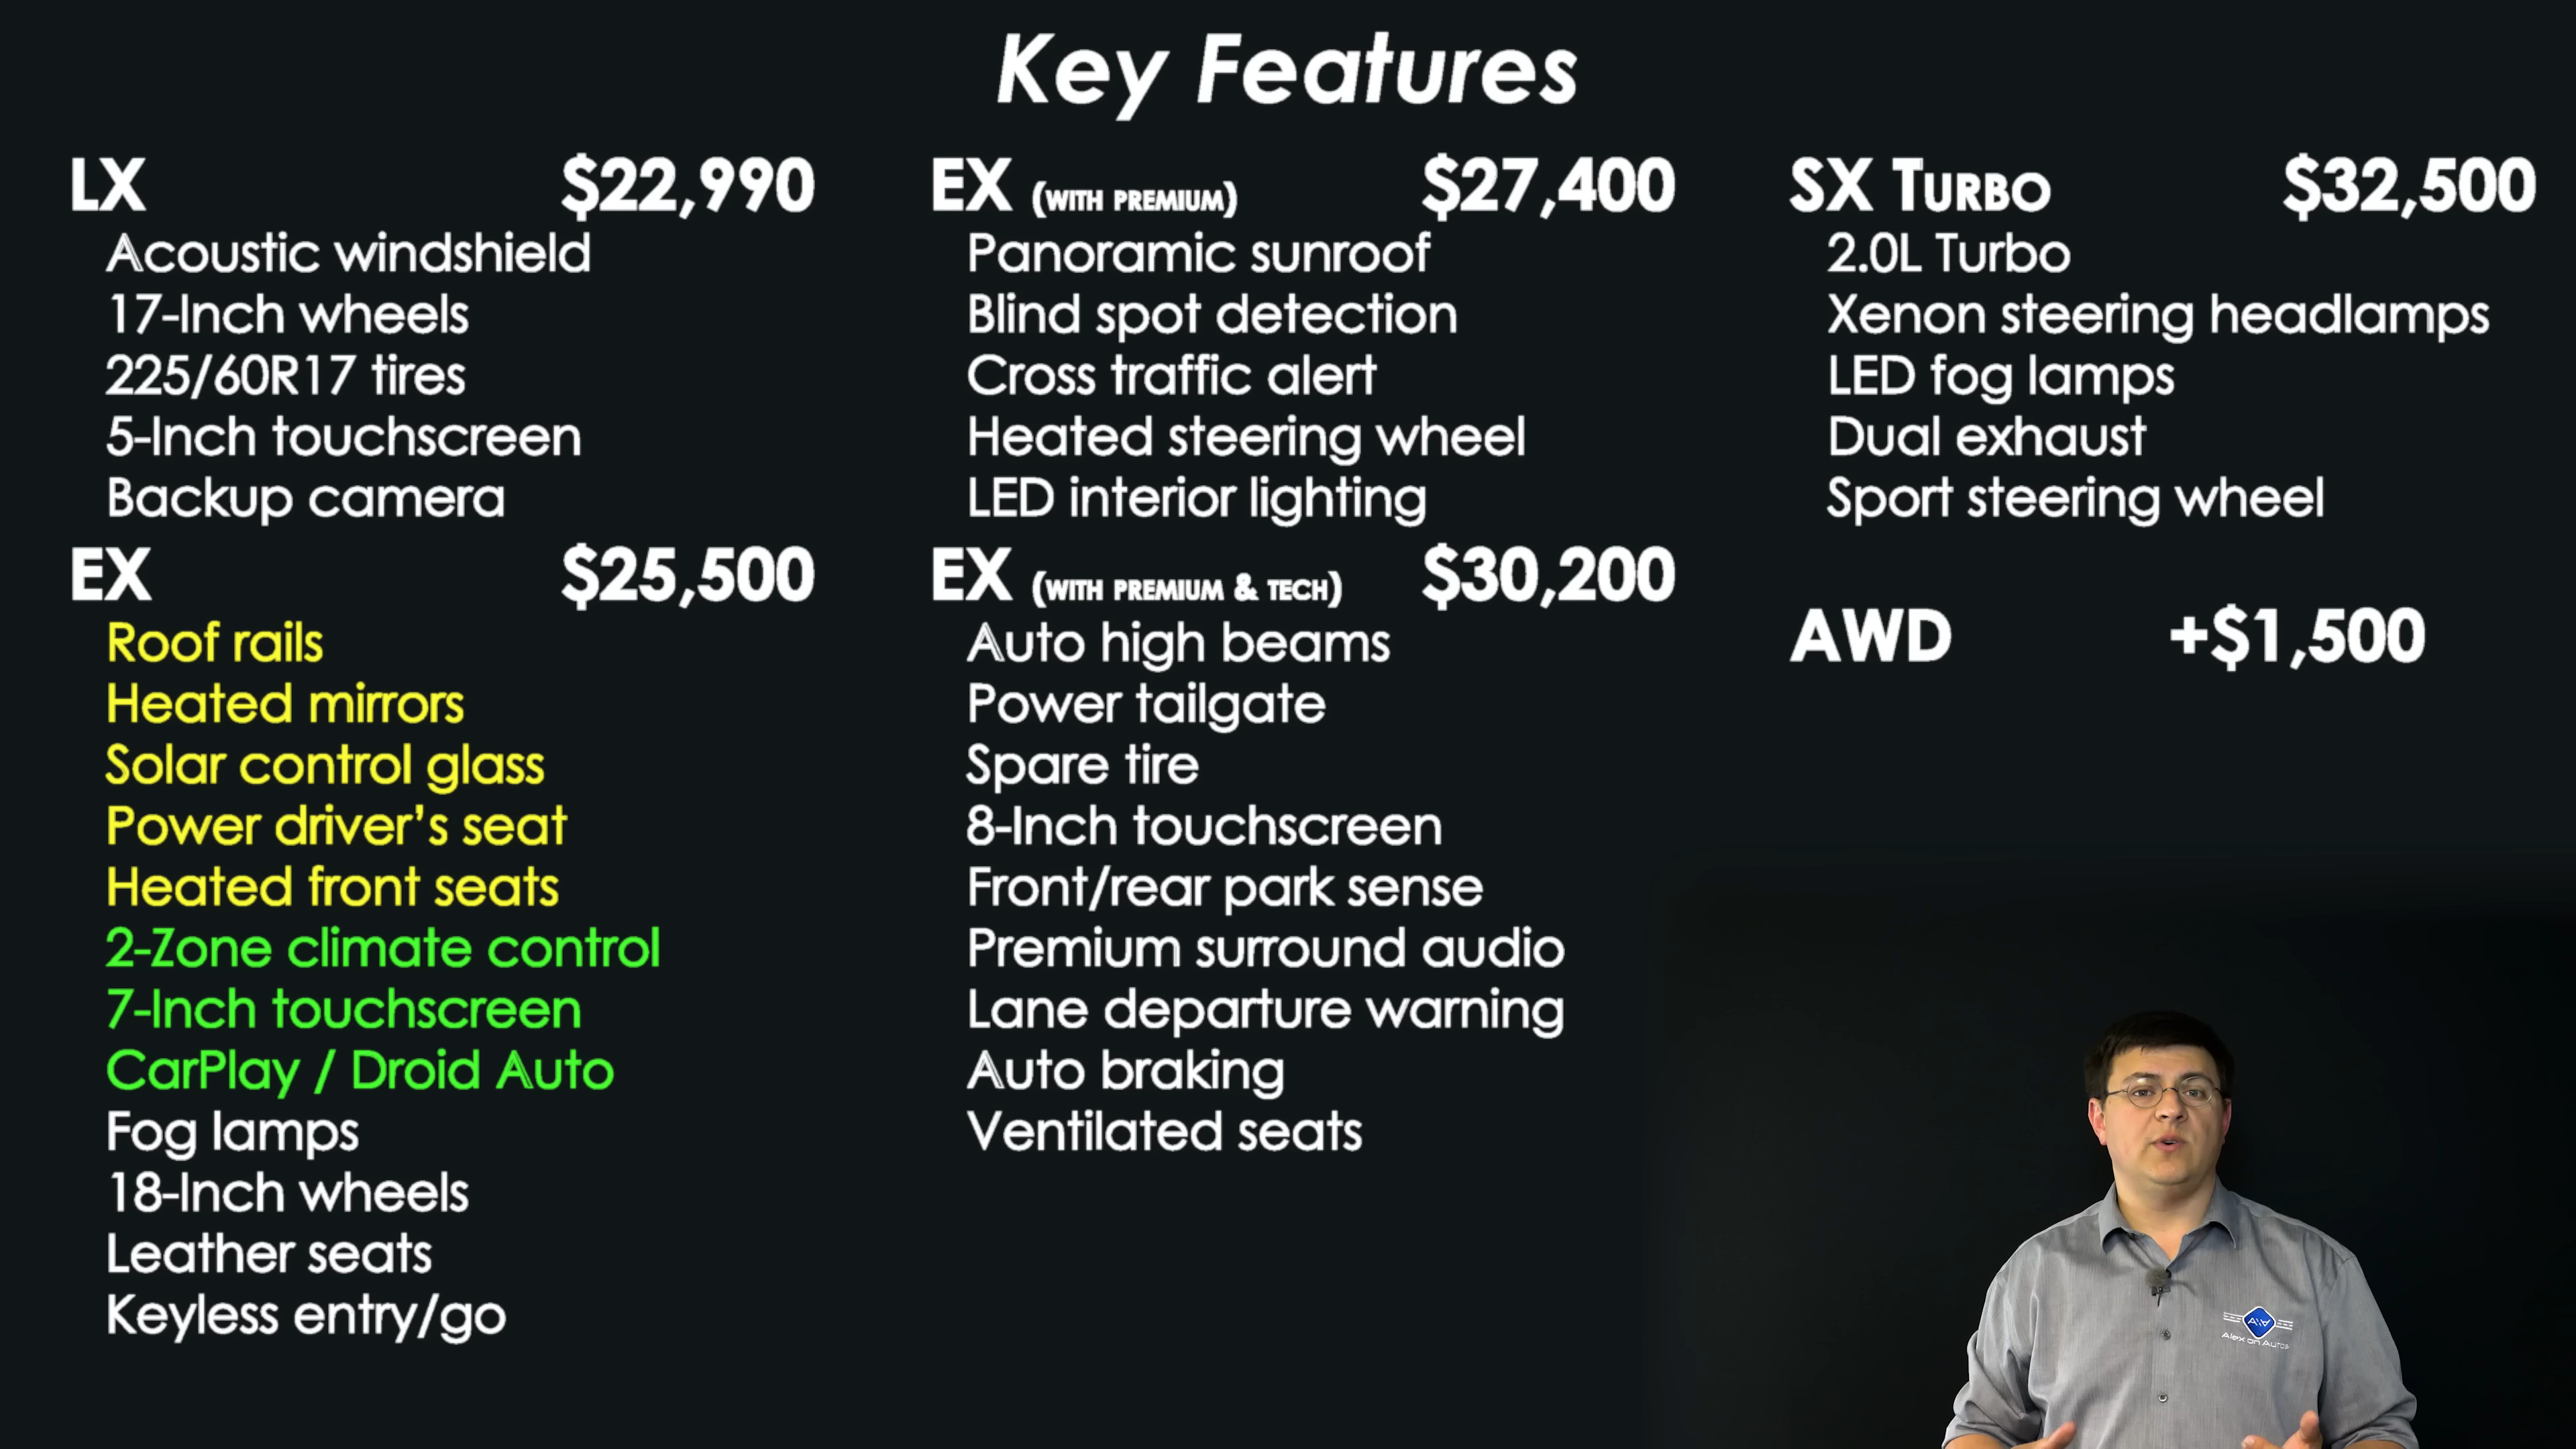 Key Features
LX $22,990
Acoustic windshield
17-Inch wheels
225/60R17 tires
5-Inch touchscreen
Backup camera
EX $25,500
Roof rails
Heated mirrors
Solar control glass
Power driver’s seat
Heated front seats
2-Zone climate control
7-Inch touchscreen
CarPlay / Droid Auto
Fog lamps
18-Inch wheels
Leather seats
Keyless entry/go
EX (WITH PREMIUM) $27,400
Panoramic sunroof
Blind spot detection
Cross traffic alert
Heated steering wheel
LED interior lighting
EX (WITH PREMIUM & TECH) $30,200
Auto high beams
Power tailgate
Spare tire
8-Inch touchscreen
Front/rear park sense
Premium surround audio
Lane departure warning
Auto braking
Ventilated seats
SX TURBO $32,500
2.0L Turbo
Xenon steering headlamps
LED fog lamps
Dual exhaust
Sport steering wheel
AWD +$1,500
Alex on Autos